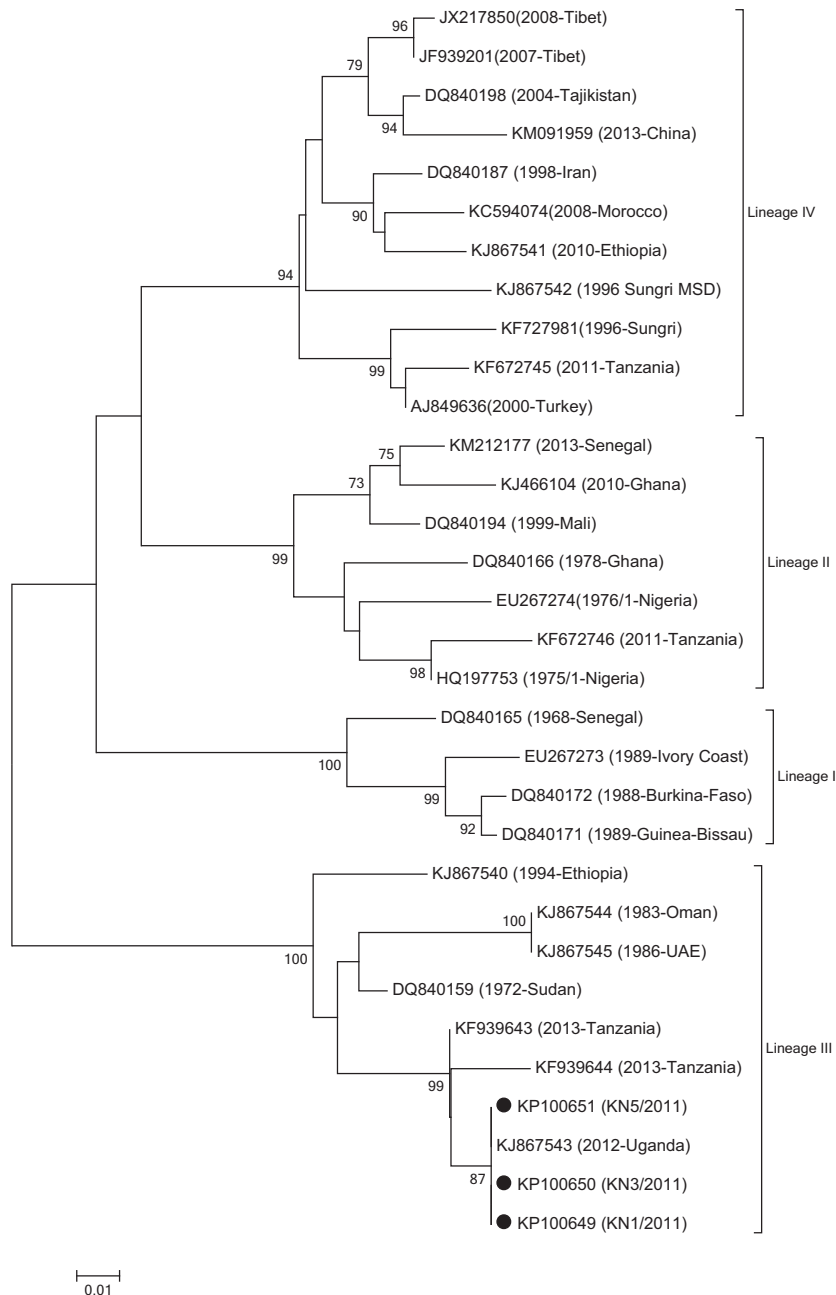 JX217850(2008-Tibet)
96
JF939201(2007-Tibet)
79
DQ840198 (2004-Tajikistan)
94
KM091959 (2013-China)
DQ840187 (1998-Iran)
90
KC594074(2008-Morocco)
Lineage IV
KJ867541 (2010-Ethiopia)
94
KJ867542 (1996 Sungri MSD)
KF727981(1996-Sungri)
99
KF672745 (2011-Tanzania)
AJ849636(2000-Turkey)
KM212177 (2013-Senegal)
75
KJ466104 (2010-Ghana)
73
DQ840194 (1999-Mali)
99
DQ840166 (1978-Ghana)
Lineage II
EU267274(1976/1-Nigeria)
KF672746 (2011-Tanzania)
98
HQ197753 (1975/1-Nigeria)
DQ840165 (1968-Senegal)
100
EU267273 (1989-Ivory Coast)
Lineage I
99
DQ840172 (1988-Burkina-Faso)
92
DQ840171 (1989-Guinea-Bissau)
KJ867540 (1994-Ethiopia)
KJ867544 (1983-Oman)
100
KJ867545 (1986-UAE)
100
DQ840159 (1972-Sudan)
KF939643 (2013-Tanzania)
Lineage III
KF939644 (2013-Tanzania)
99
KP100651 (KN5/2011)
KJ867543 (2012-Uganda)
87
KP100650 (KN3/2011)
KP100649 (KN1/2011)
0.01